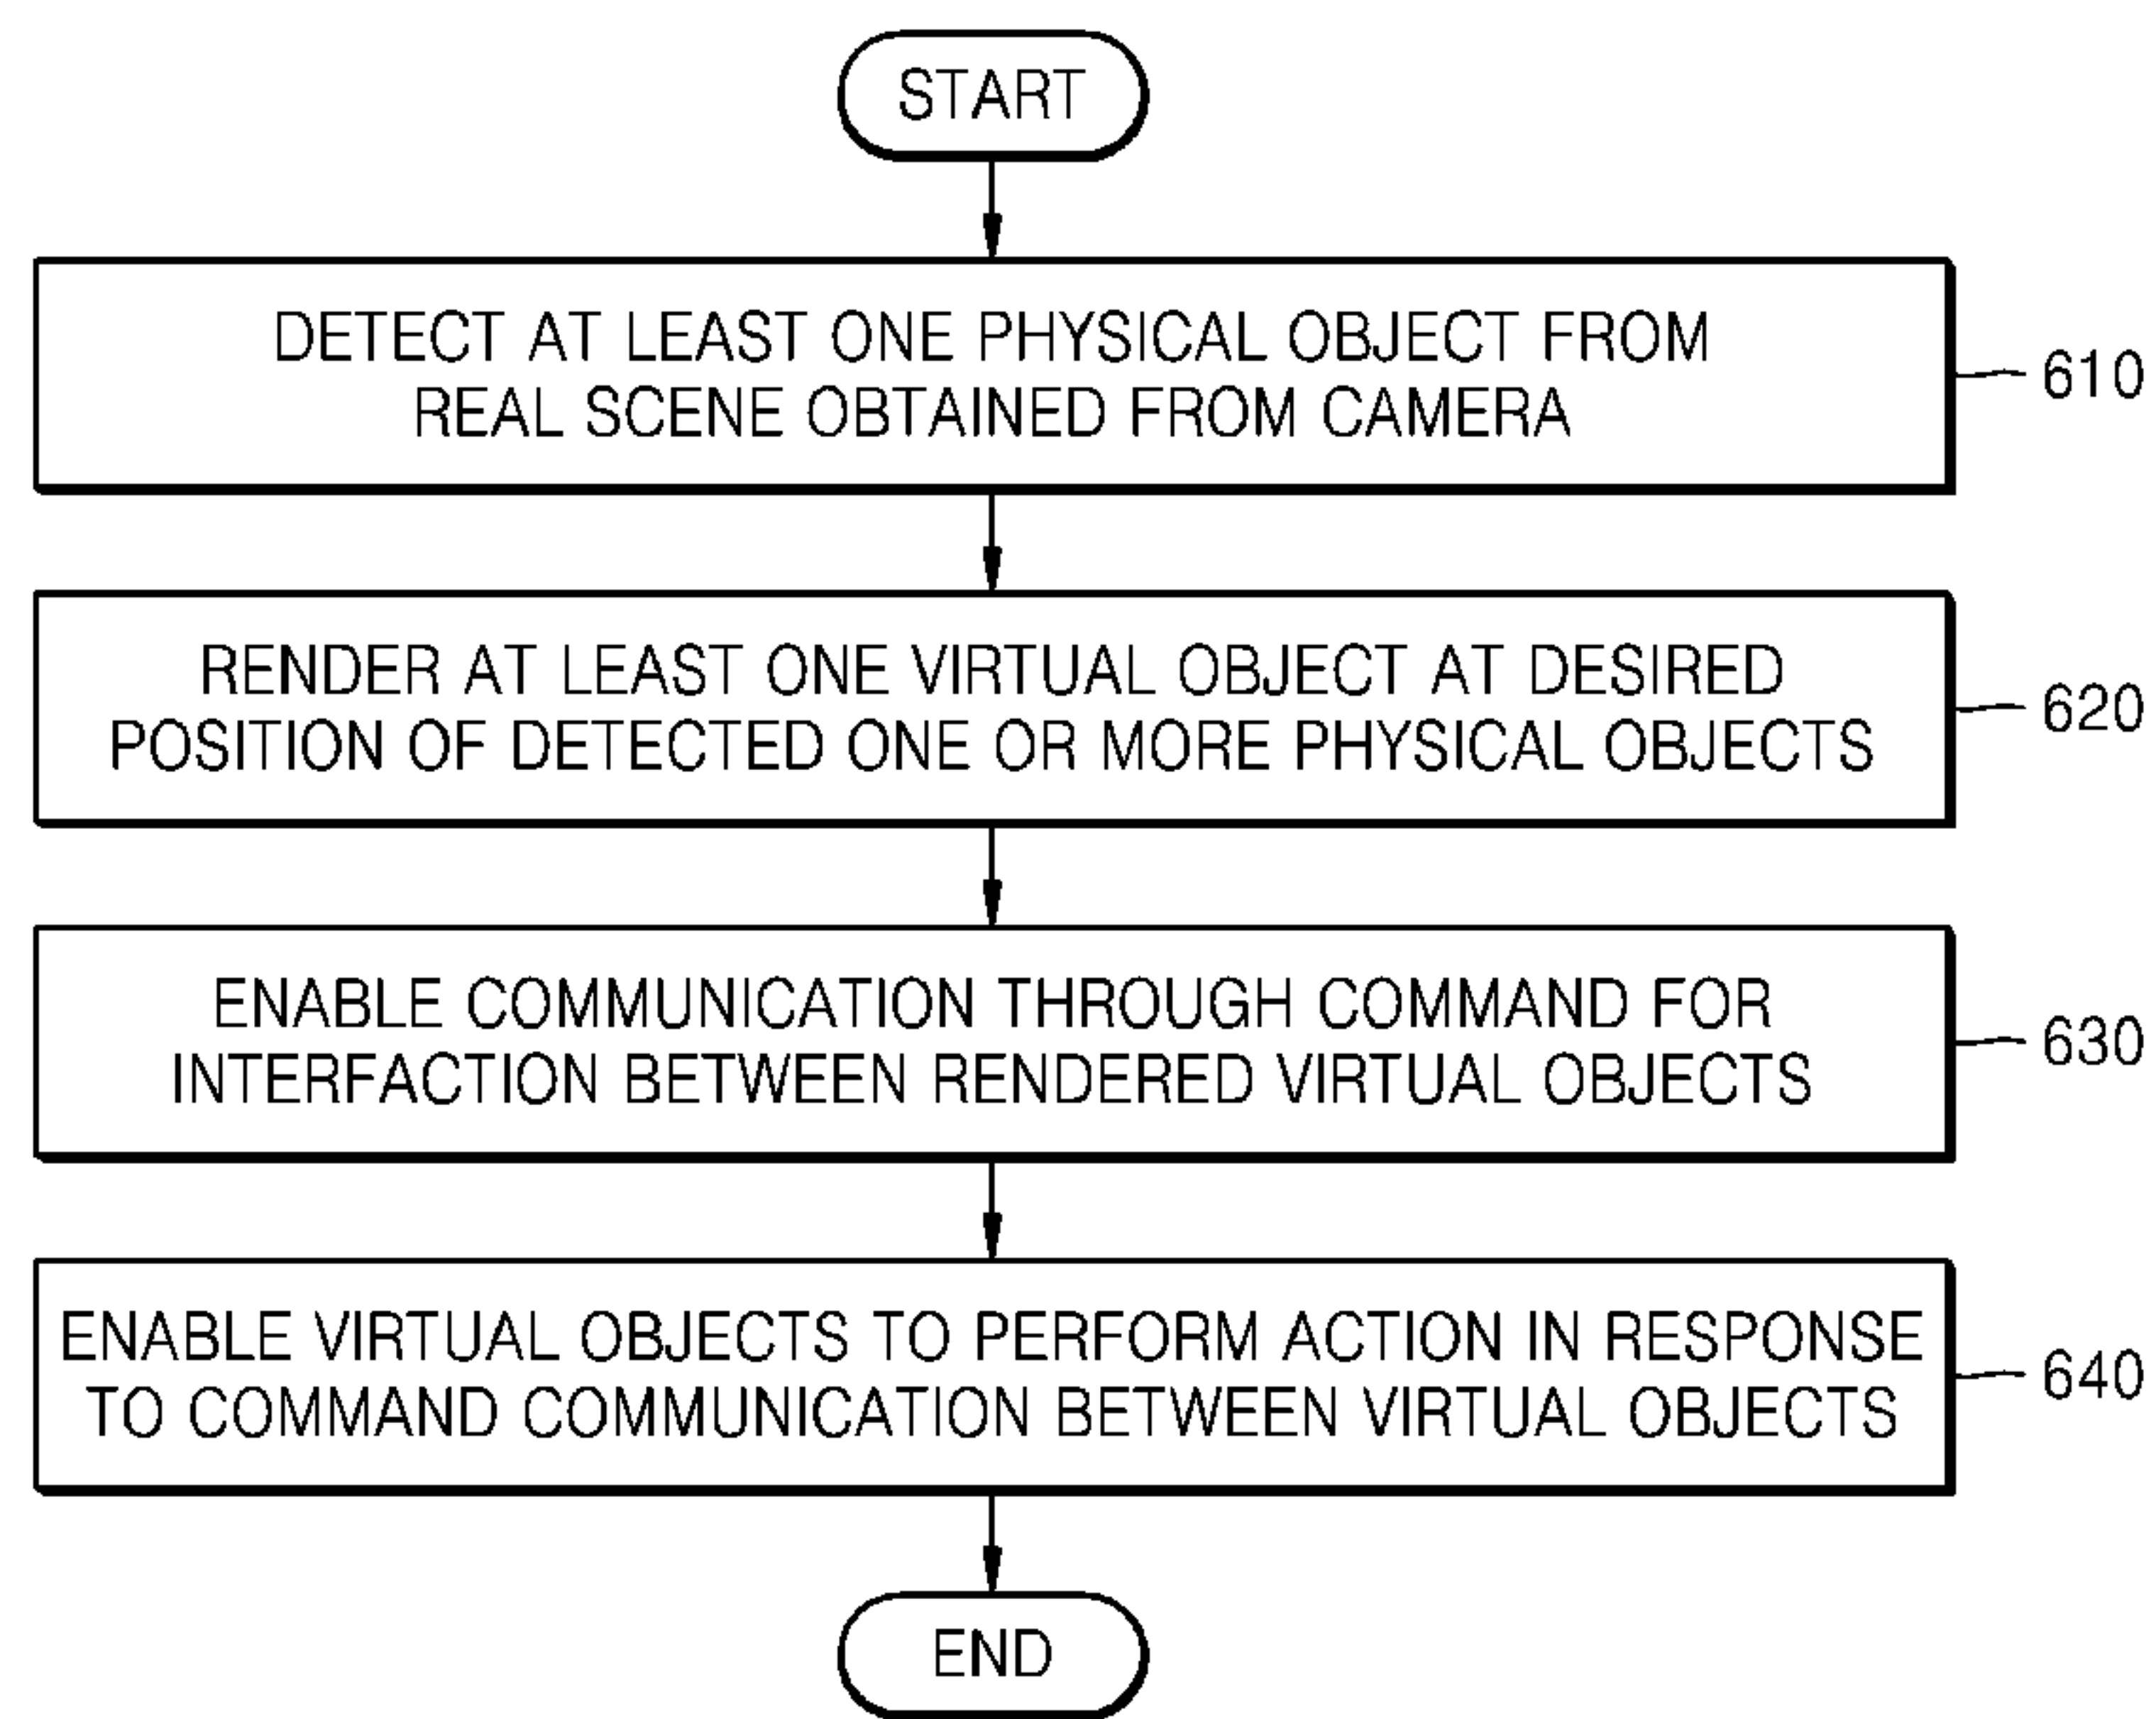 START
DETECT AT LEAST ONE PHYSICAL OBJECT FROM
REAL SCENE OBTAINED FROM CAMERA
610
RENDER AT LEAST ONE VIRTUAL OBJECT AT DESIRED
POSITION OF DETECTED ONE OR MORE PHYSICAL OBJECTS
620
ENABLE COMMUNICATION THROUGH COMMAND FOR
INTERFACTION BETWEEN RENDERED VIRTUAL OBJECTS
630
ENABLE VIRTUAL OBJECTS TO PERFORM ACTION IN RESPONSE
TO COMMAND COMMUNICATION BETWEEN VIRTUAL OBJECTS
640
END